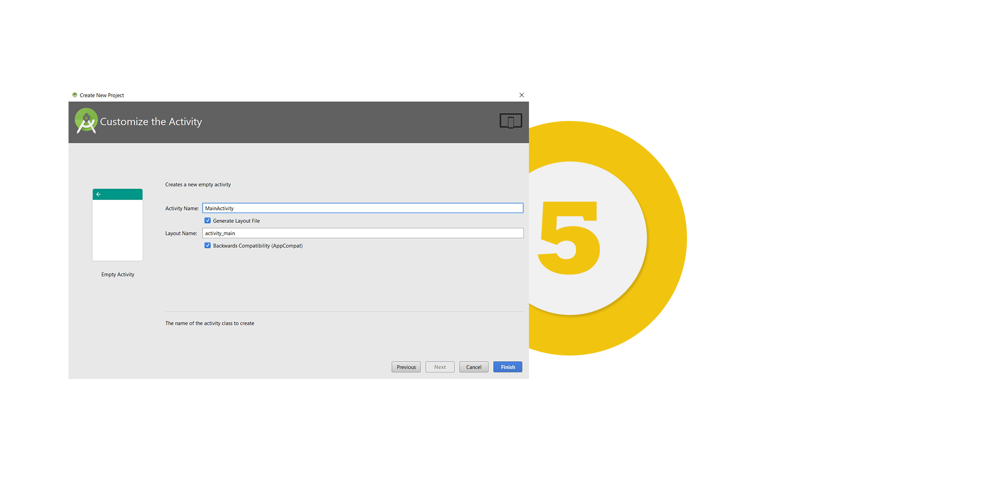 Create New Project
Customize the Activity
Creates a new empty activity
Activity Name: MainActivity
Generate Layout File
Layout Name: activity_main
Backwards Compatibility (AppCompat)
Empty Activity
The name of the activity class to create
Previous Next Cancel Finish
5